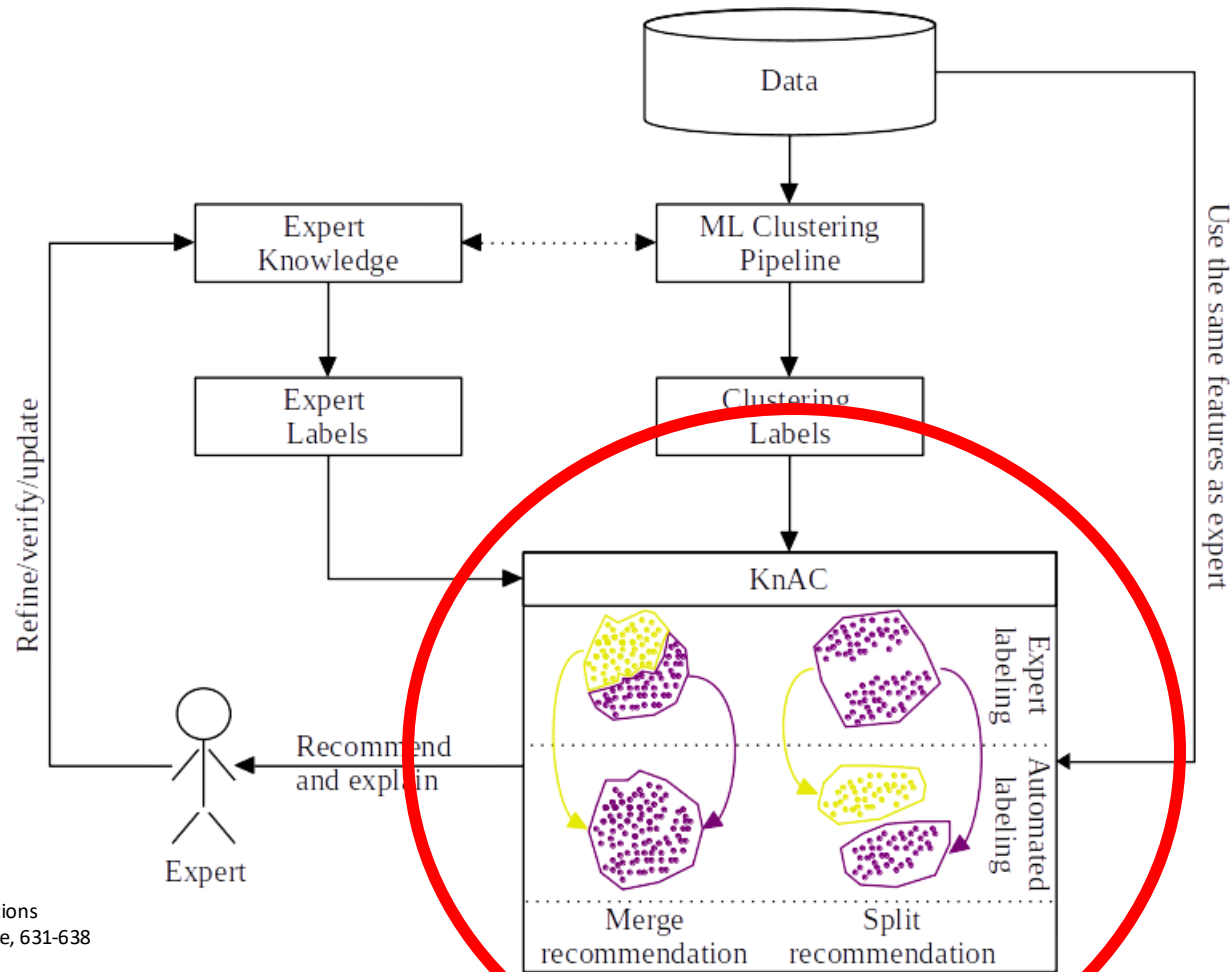 Data
Expert
Knowledge
ML Clustering
Pipeline
Use the same features as expert
Expert
Labels
Clustering
Labels
Refine/verify/update
KnAC
Expert
labeling
Automated
labeling
Recommend
and explain
Expert
Merge
recommendation
Split
recommendation
e, 631-638